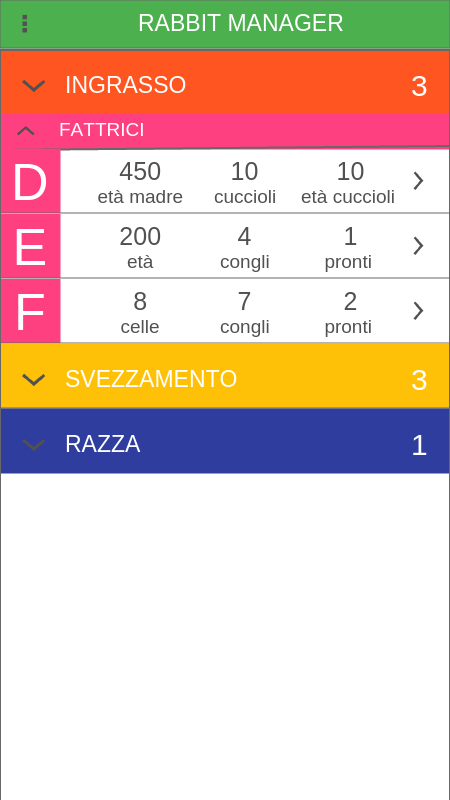 RABBIT MANAGER
INGRASSO 3
FATTRICI
D 450 10 10
età madre cuccioli età cuccioli
E 200 4 1
età congli pronti
F 8 7 2
celle congli pronti
SVEZZAMENTO 3
RAZZA 1